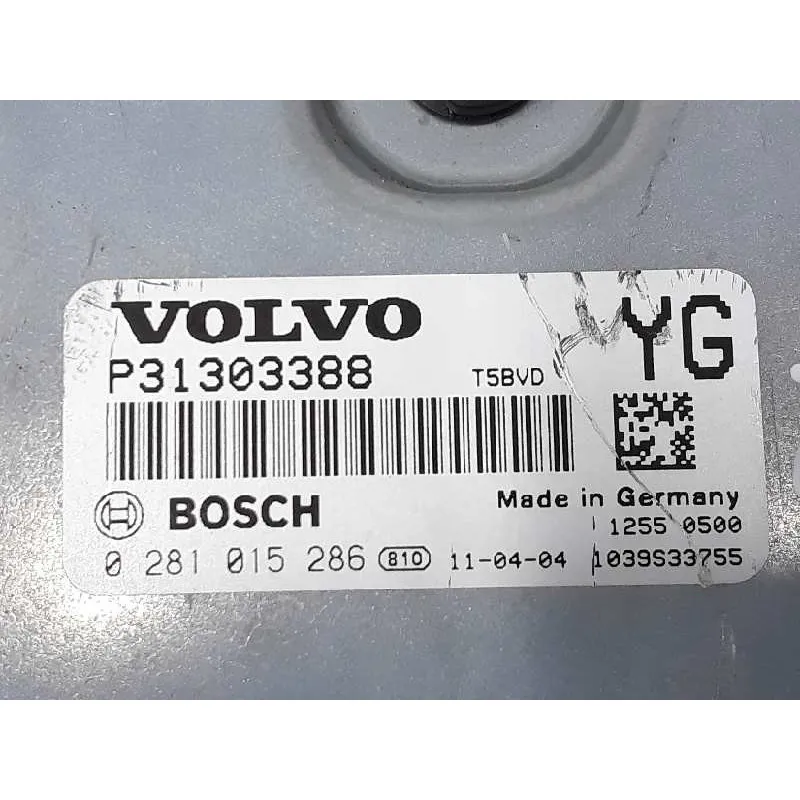 VOLVO
YG
P31303388 T5BVD
BOSCH
Made in Germany
1255 0500
0 281 015 286 810 11-04-04 1039S33755